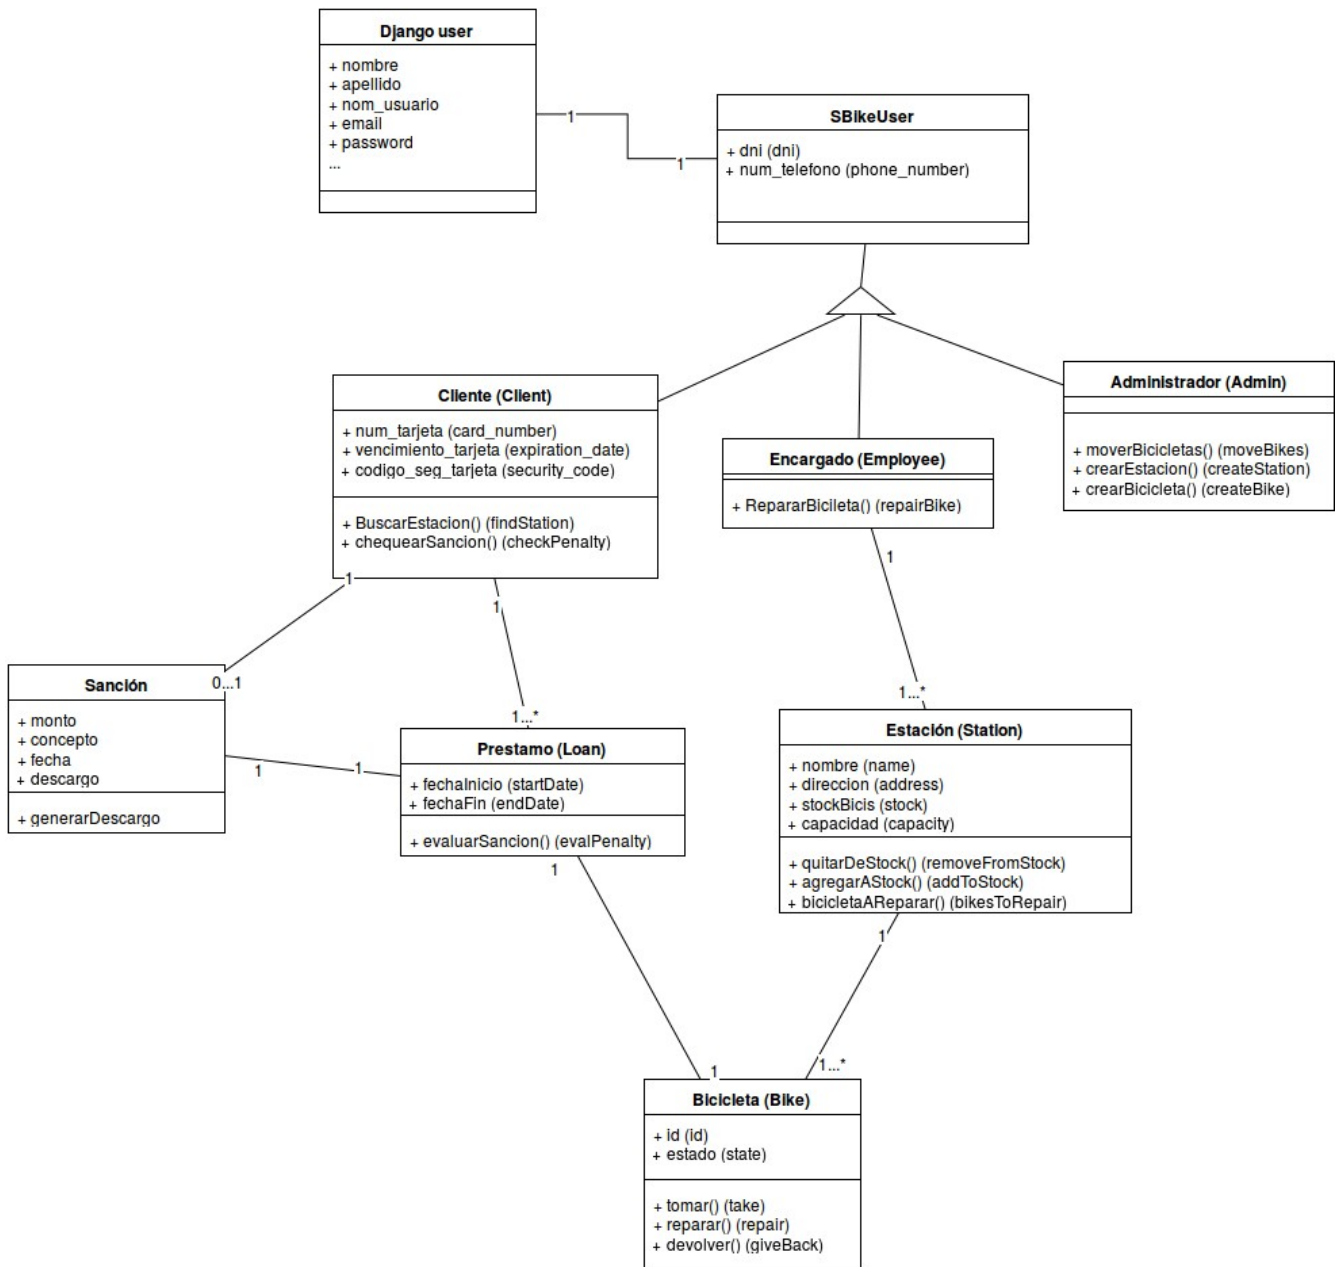 Django user
+ nombre
+ apellido
+ nom_usuario
+ email
+ password
...
1
1
SBikeUser
+ dni (dni)
+ num_telefono (phone_number)
Cliente (Client)
+ num_tarjeta (card_number)
+ vencimiento_tarjeta (expiration_date)
+ codigo_seg_tarjeta (security_code)
+ BuscarEstacion() (findStation)
+ chequearSancion() (checkPenalty)
Encargado (Employee)
+ RepararBicileta() (repairBike)
Administrador (Admin)
+ moverBicicletas() (moveBikes)
+ crearEstacion() (createStation)
+ crearBicicleta() (createBike)
1
0...1
1
1...*
1
1...*
Sanción
+ monto
+ concepto
+ fecha
+ descargo
+ generarDescargo
1
1
Prestamo (Loan)
+ fechaInicio (startDate)
+ fechaFin (endDate)
+ evaluarSancion() (evalPenalty)
Estación (Station)
+ nombre (name)
+ direccion (address)
+ stockBicis (stock)
+ capacidad (capacity)
+ quitarDeStock() (removeFromStock)
+ agregarAStock() (addToStock)
+ bicicletaAReparar() (bikesToRepair)
1
1
1
1...*
Bicicleta (Bike)
+ id (id)
+ estado (state)
+ tomar() (take)
+ reparar() (repair)
+ devolver() (giveBack)